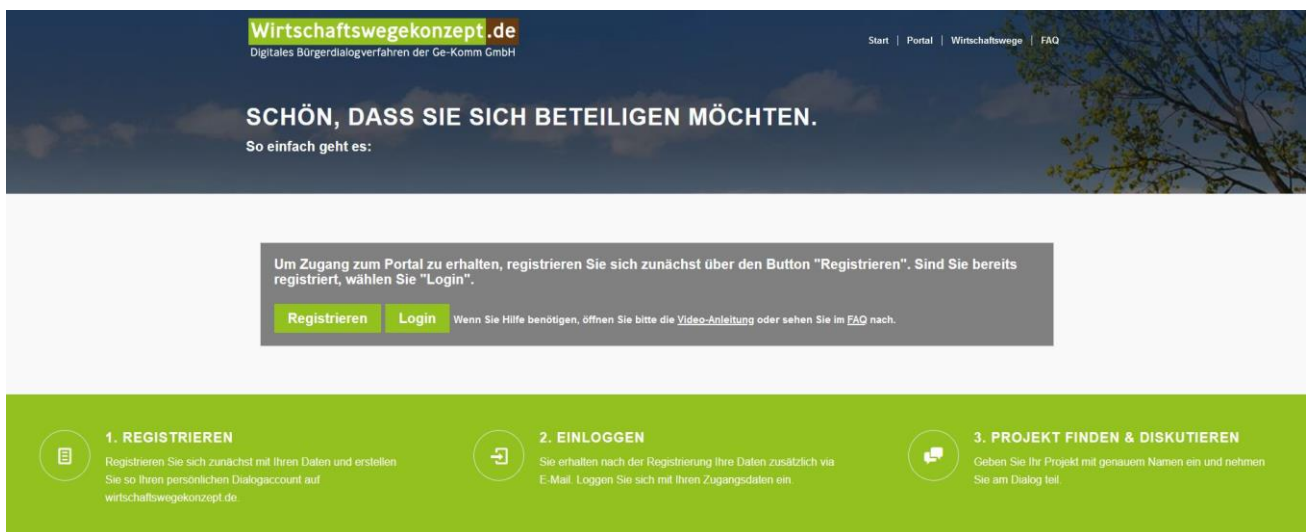 Wirtschaftswegekonzept.de
Digitales Bürgerdialogverfahren der Ge-Komm GmbH
Start | Portal | Wirtschaftswege | FAQ
SCHÖN, DASS SIE SICH BETEILIGEN MÖCHTEN.
So einfach geht es:
Um Zugang zum Portal zu erhalten, registrieren Sie sich zunächst über den Button "Registrieren". Sind Sie bereits
registriert, wählen Sie "Login".
Registrieren Login Wenn Sie Hilfe benötigen, öffnen Sie bitte die Video-Anleitung oder sehen Sie im FAQ nach.
1. REGISTRIEREN
Registrieren Sie sich zunächst mit Ihren Daten und erstellen
Sie so Ihren persönlichen Dialogaccount auf
wirtschaftswegekonzept.de.
2. EINLOGGEN
Sie erhalten nach der Registrierung Ihre Daten zusätzlich via
E-Mail. Loggen Sie sich mit Ihren Zugangsdaten ein.
3. PROJEKT FINDEN & DISKUTIEREN
Geben Sie Ihr Projekt mit genauem Namen ein und nehmen
Sie am Dialog teil.